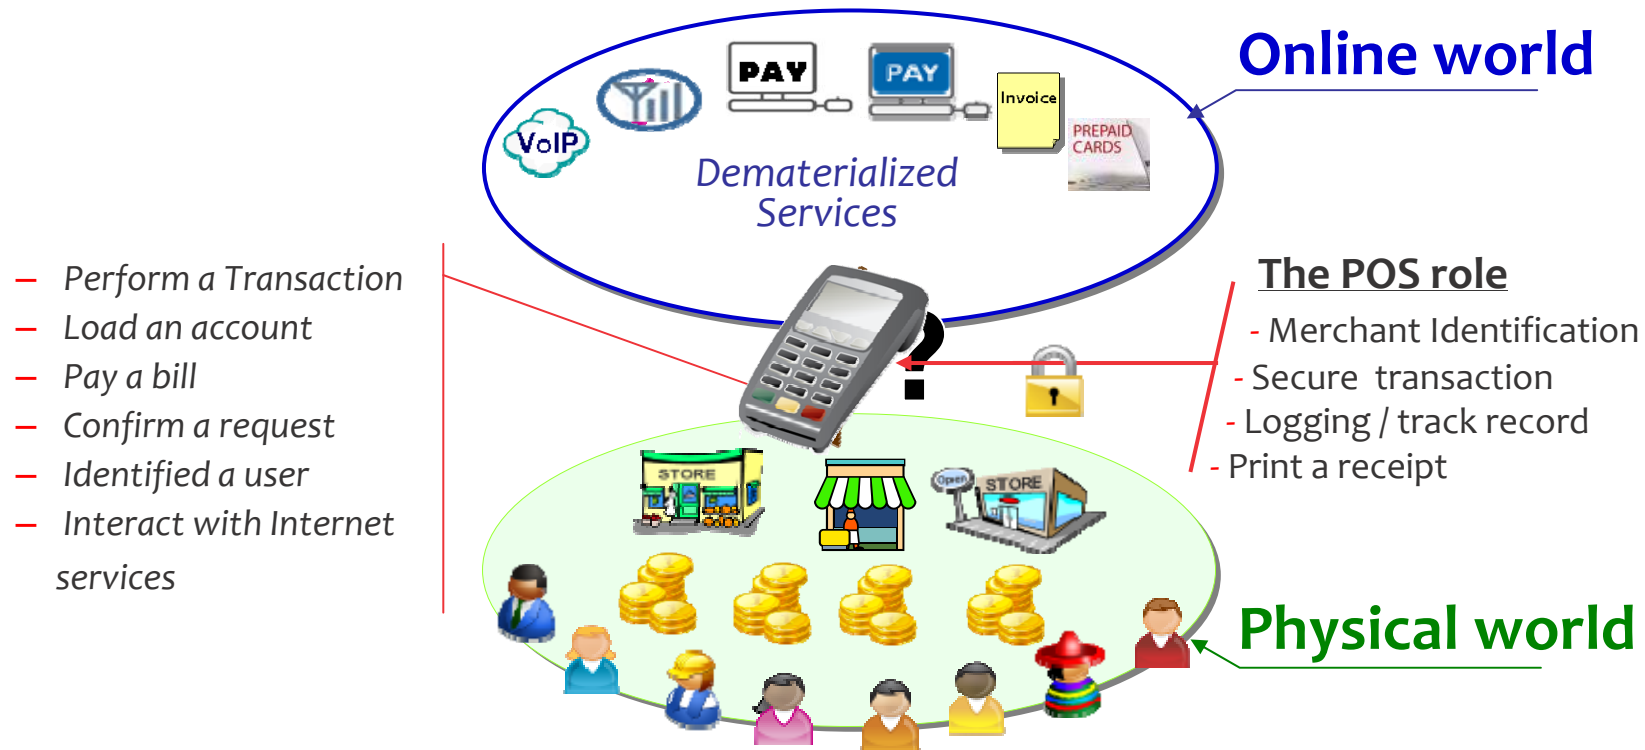 Online world
PAY
PAY
Invoice
PREPAID
CARDS
VoIP
Dematerialized
Services
– Perform a Transaction
– Load an account
– Pay a bill
– Confirm a request
– Identified a user
– Interact with Internet
services
?
The POS role
- Merchant Identification
- Secure transaction
- Logging / track record
- Print a receipt
STORE
Open
STORE
Physical world